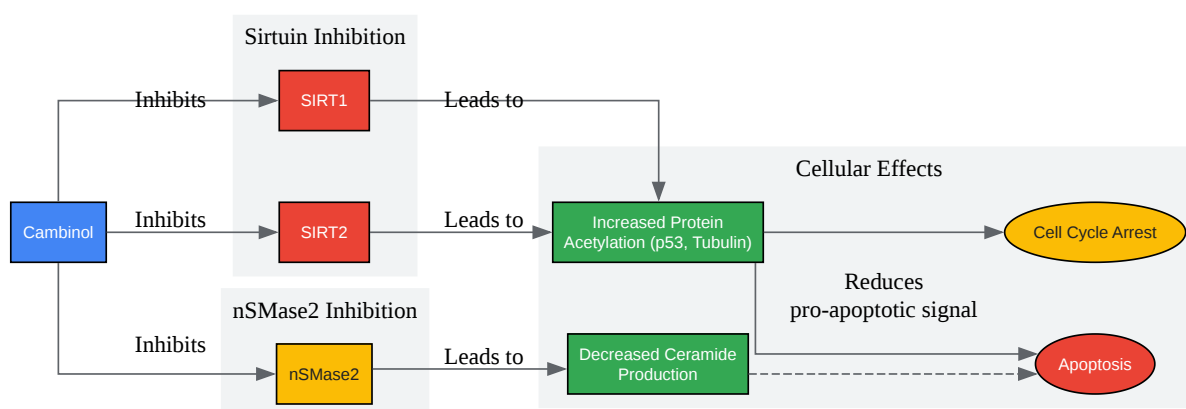 Sirtuin Inhibition
Inhibits
SIRT1
Leads to
Cellular Effects
Cambinol
Inhibits
SIRT2
Leads to
Increased Protein
Acetylation (p53, Tubulin)
Cell Cycle Arrest
Reduces
pro-apoptotic signal
nSMase2 Inhibition
Inhibits
nSMase2
Leads to
Decreased Ceramide
Production
Apoptosis